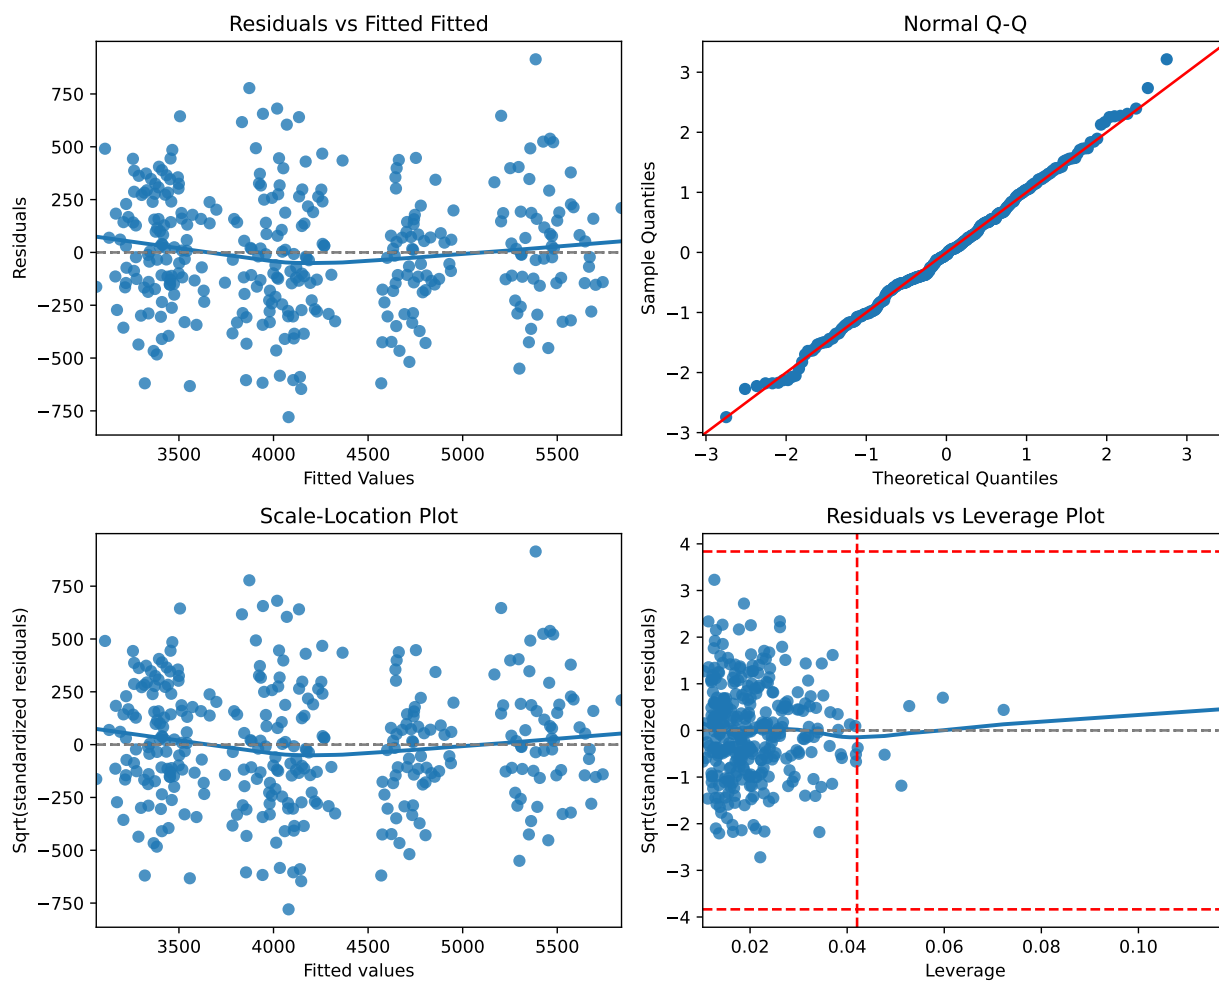 Residuals vs Fitted Fitted
Residuals
750
500
250
0
−250
−500
−750
3500 4000 4500 5000 5500
Fitted Values
Normal Q-Q
Sample Quantiles
3
2
1
0
−1
−2
−3
−3 −2 −1 0 1 2 3
Theoretical Quantiles
Scale-Location Plot
Sqrt(standardized residuals)
750
500
250
0
−250
−500
−750
3500 4000 4500 5000 5500
Fitted values
Residuals vs Leverage Plot
Sqrt(standardized residuals)
4
3
2
1
0
−1
−2
−3
−4
0.02 0.04 0.06 0.08 0.10
Leverage